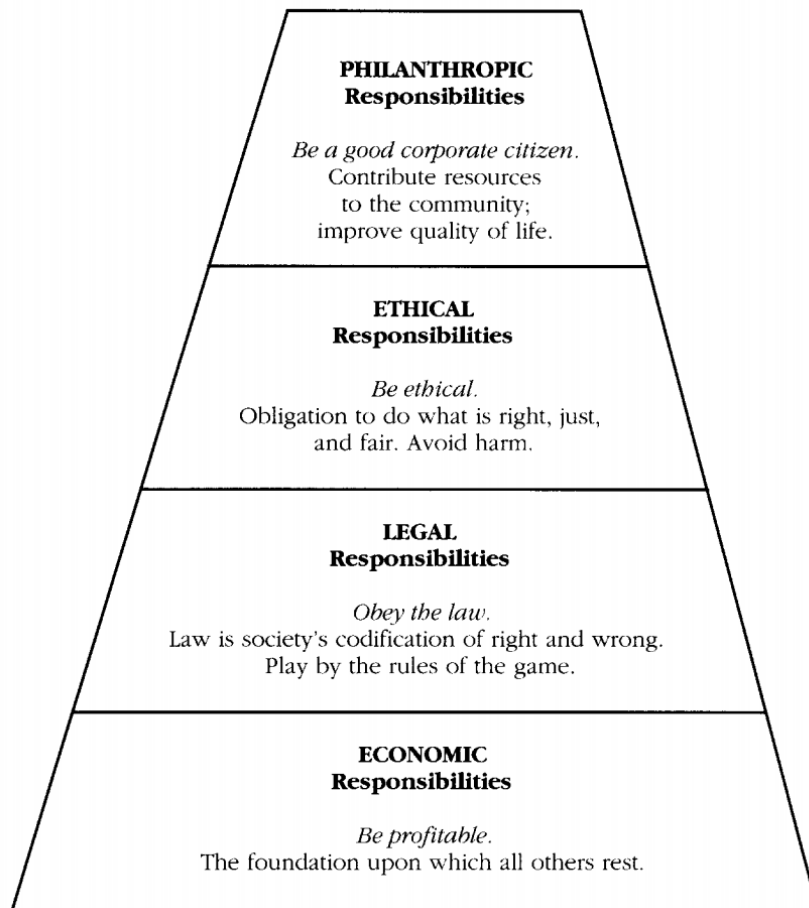 PHILANTHROPIC
Responsibilities
Be a good corporate citizen.
Contribute resources
to the community;
improve quality of life.
ETHICAL
Responsibilities
Be ethical.
Obligation to do what is right, just,
and fair. Avoid harm.
LEGAL
Responsibilities
Obey the law.
Law is society's codification of right and wrong.
Play by the rules of the game.
ECONOMIC
Responsibilities
Be profitable.
The foundation upon which all others rest.